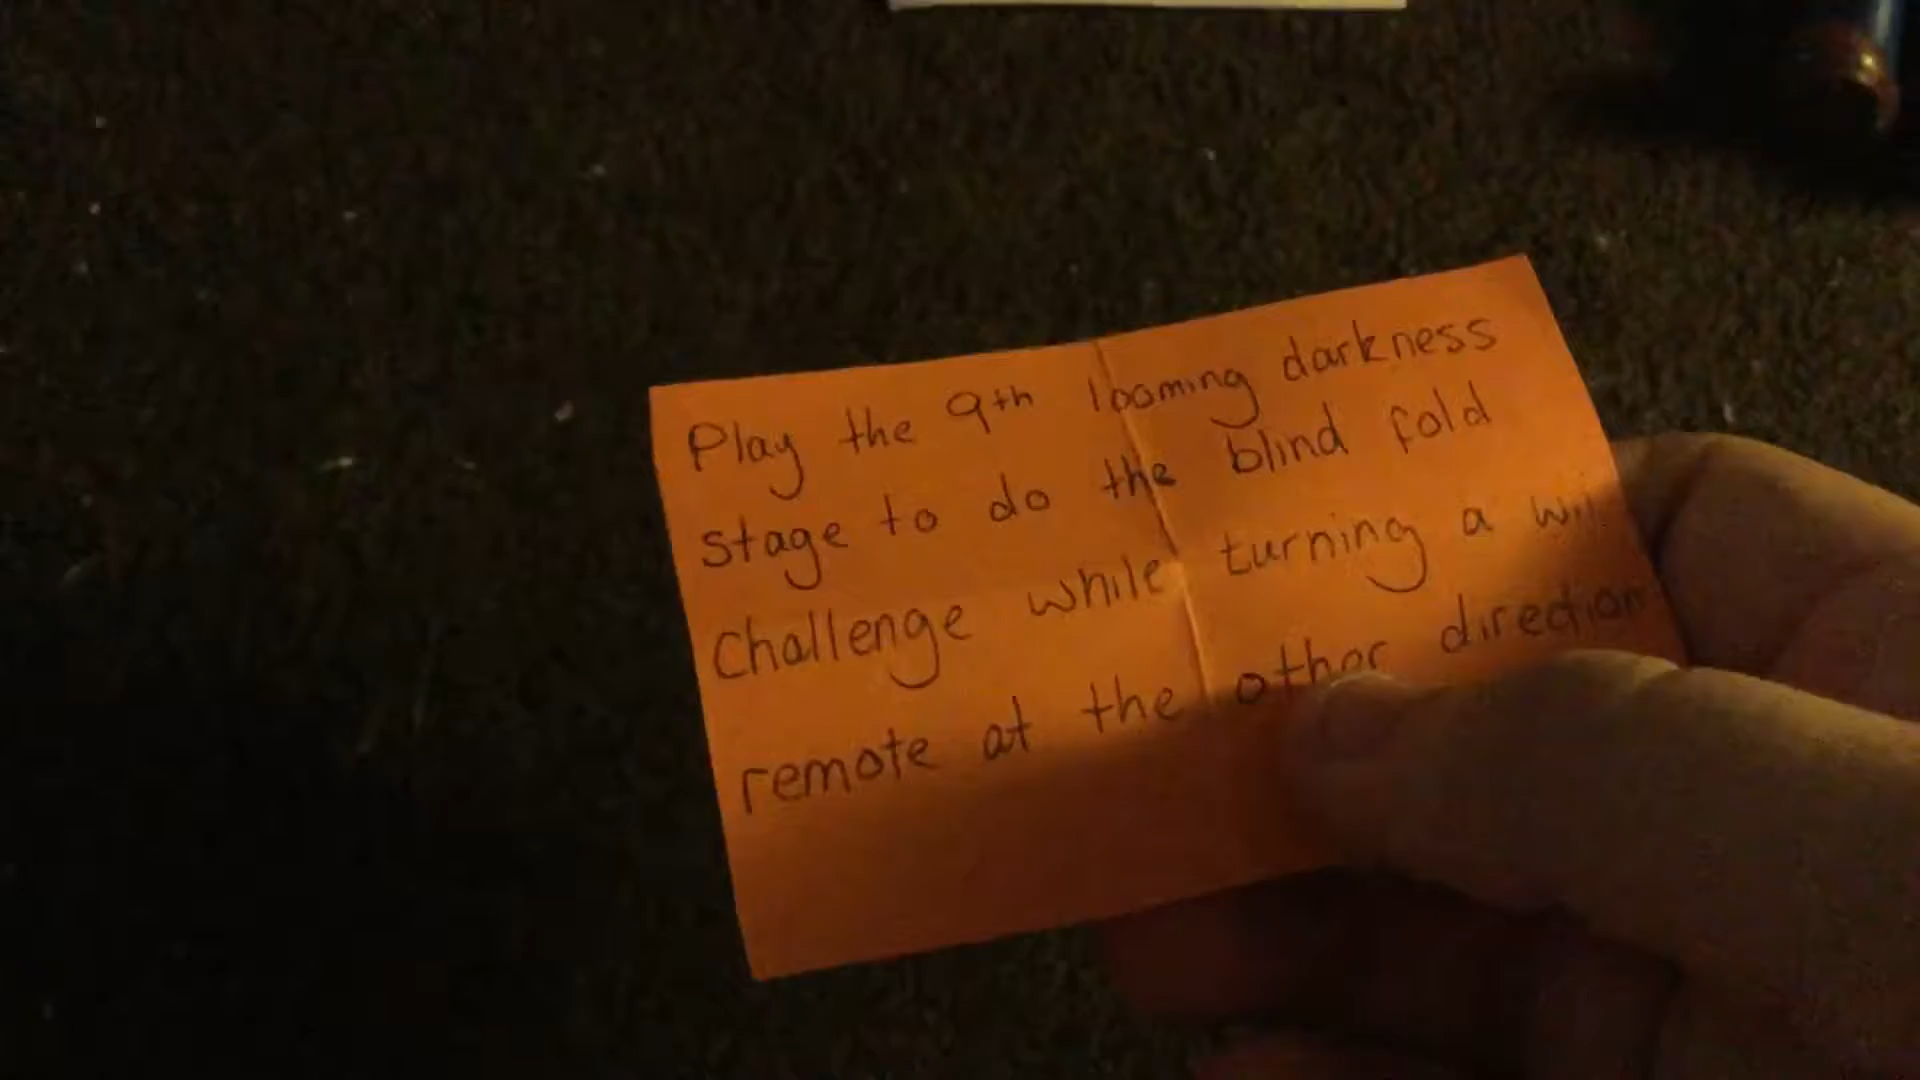 Play the 9th looming darkness
stage to do the blind fold
Challenge while turning a wii
remote at the other direction